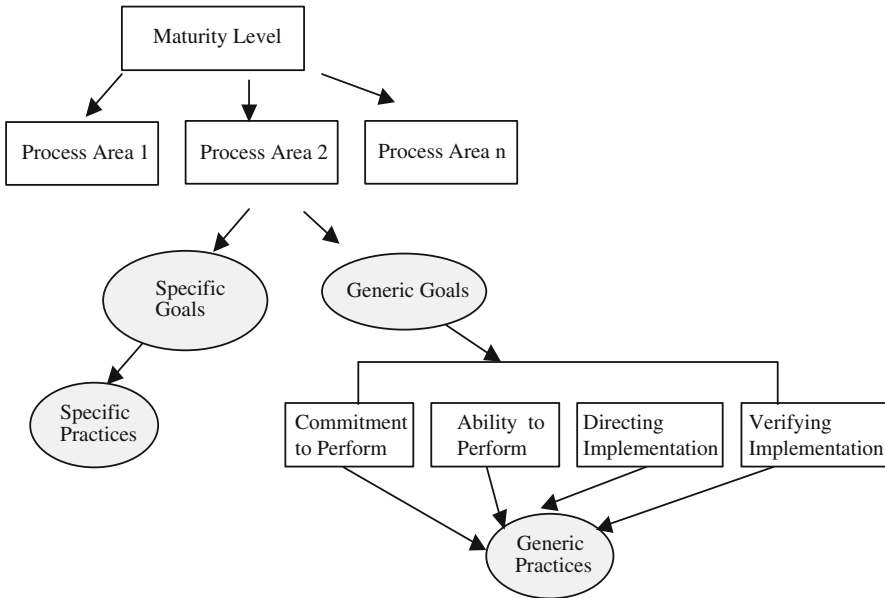 Maturity Level
Process Area 1
Process Area 2
Process Area n
Specific
Goals
Generic Goals
Specific
Practices
Commitment
to Perform
Ability to
Perform
Directing
Implementation
Verifying
Implementation
Generic
Practices